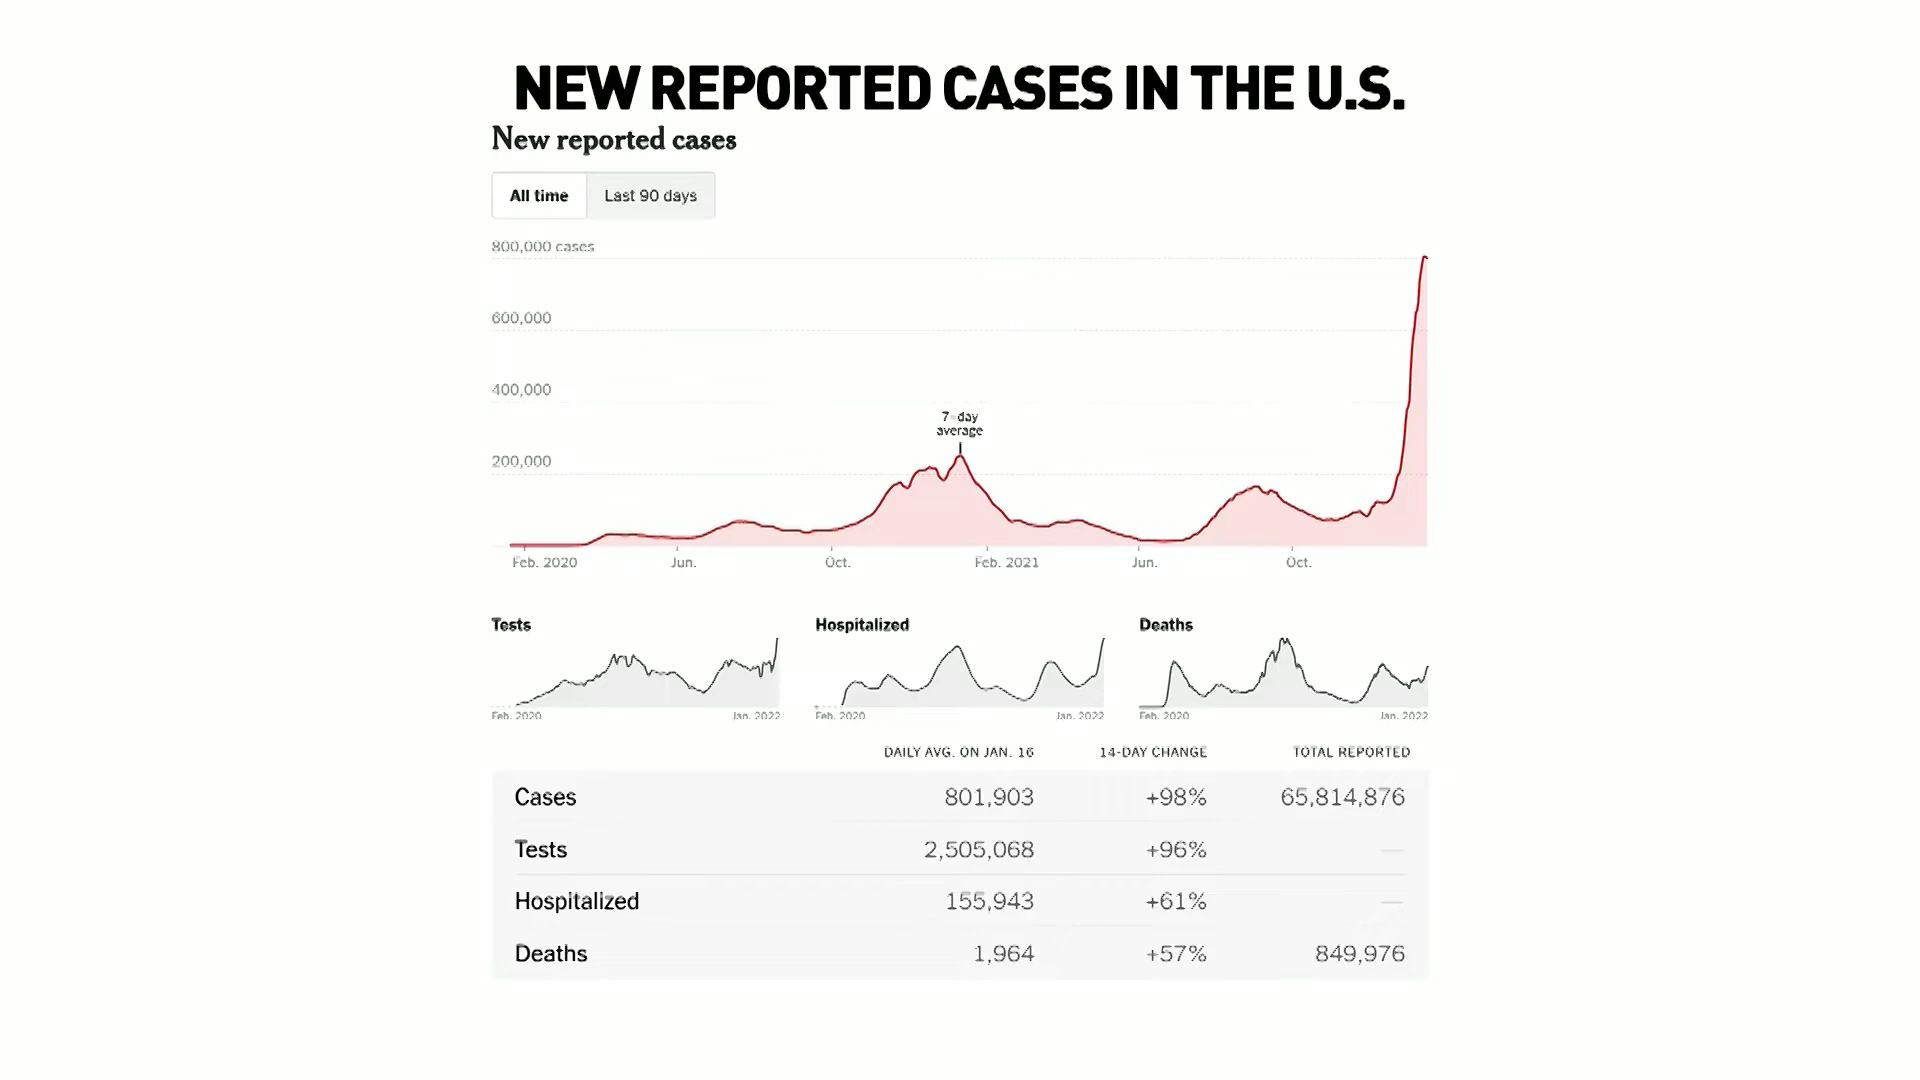 NEW REPORTED CASES IN THE U.S.
New reported cases
All time Last 90 days
800,000 cases
600,000
400,000
7-day
average
200,000
Feb. 2020 Jun. Oct. Feb. 2021 Jun. Oct.
Tests Hospitalized Deaths
Feb. 2020 Jan. 2022 Feb. 2020 Jan. 2022 Feb. 2020 Jan. 2022
DAILY AVG. ON JAN. 16 14-DAY CHANGE TOTAL REPORTED
Cases 801,903 +98% 65,814,876
Tests 2,505,068 +96% —
Hospitalized 155,943 +61% —
Deaths 1,964 +57% 849,976